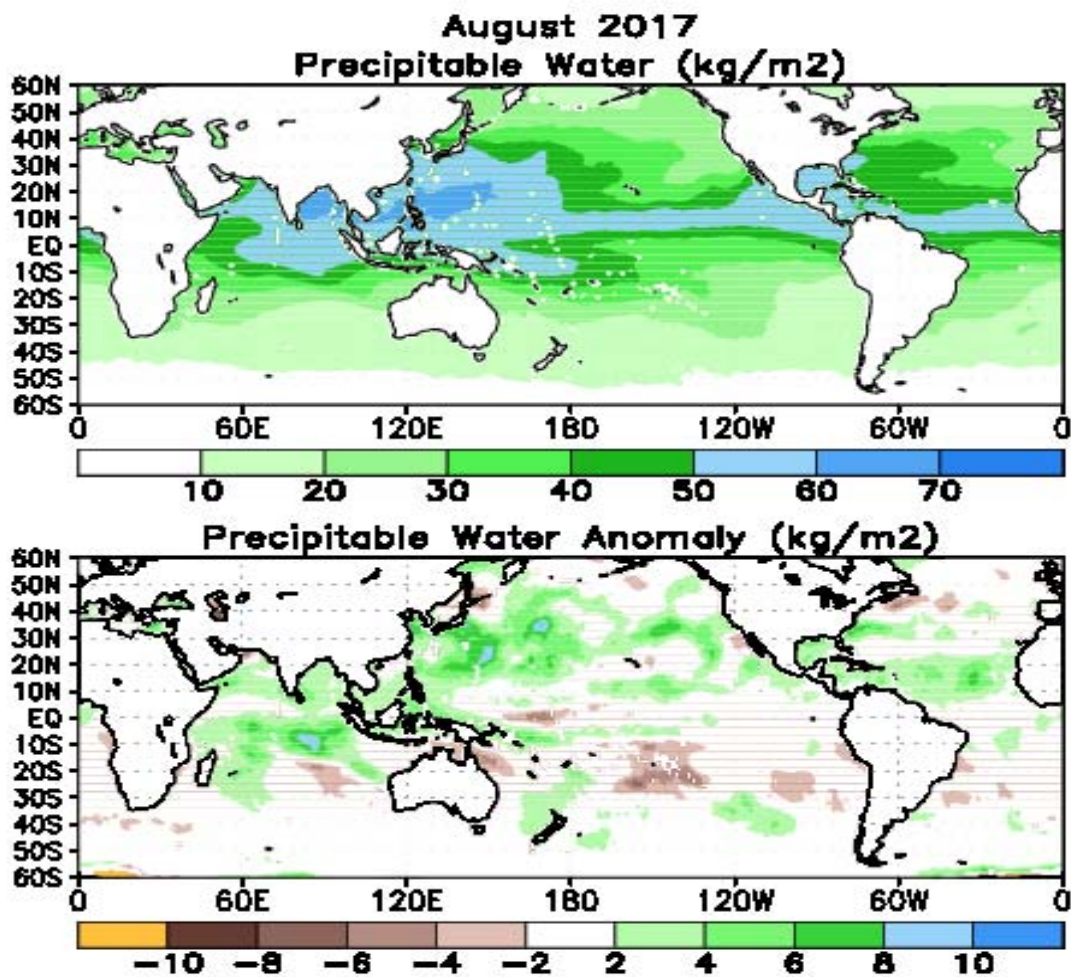 August 2017
Precipitable Water (kg/m2)
60N
50N
40N
30N
20N
10N
EQ
10S
20S
30S
40S
50S
60S
0 60E 120E 180 120W 60W 0
10 20 30 40 50 60 70
Precipitable Water Anomaly (kg/m2)
60N
50N
40N
30N
20N
10N
EQ
10S
20S
30S
40S
50S
60S
0 60E 120E 180 120W 60W 0
-10 -8 -6 -4 -2 2 4 6 8 10